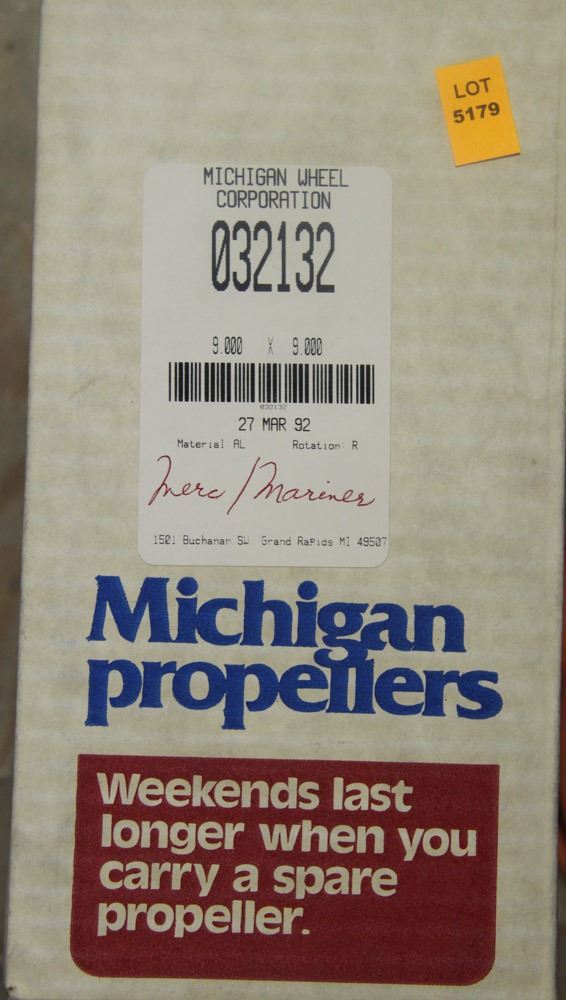 LOT
5179
MICHIGAN WHEEL
CORPORATION
032132
9.000 X 9.000
032132
27 MAR 92
Material: AL Rotation: R
Merc / Mariner
1501 Buchanan SW Grand Rapids MI 49507
Michigan
propellers
Weekends last
longer when you
carry a spare
propeller.